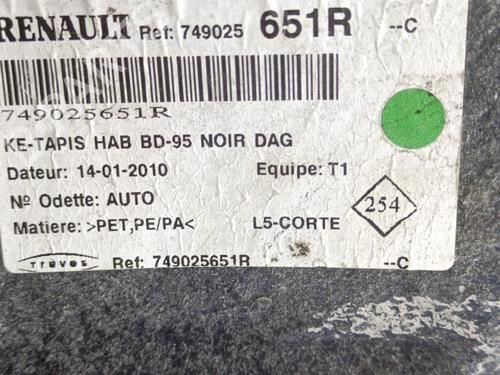 RENAULT Ref: 749025 651R --C
749025651R
KE-TAPIS HAB BD-95 NOIR DAG
Dateur: 14-01-2010 Equipe: T1
Nº Odette: AUTO
Matiere: >PET,PE/PA< L5-CORTE 254
Treves Ref: 749025651R --C